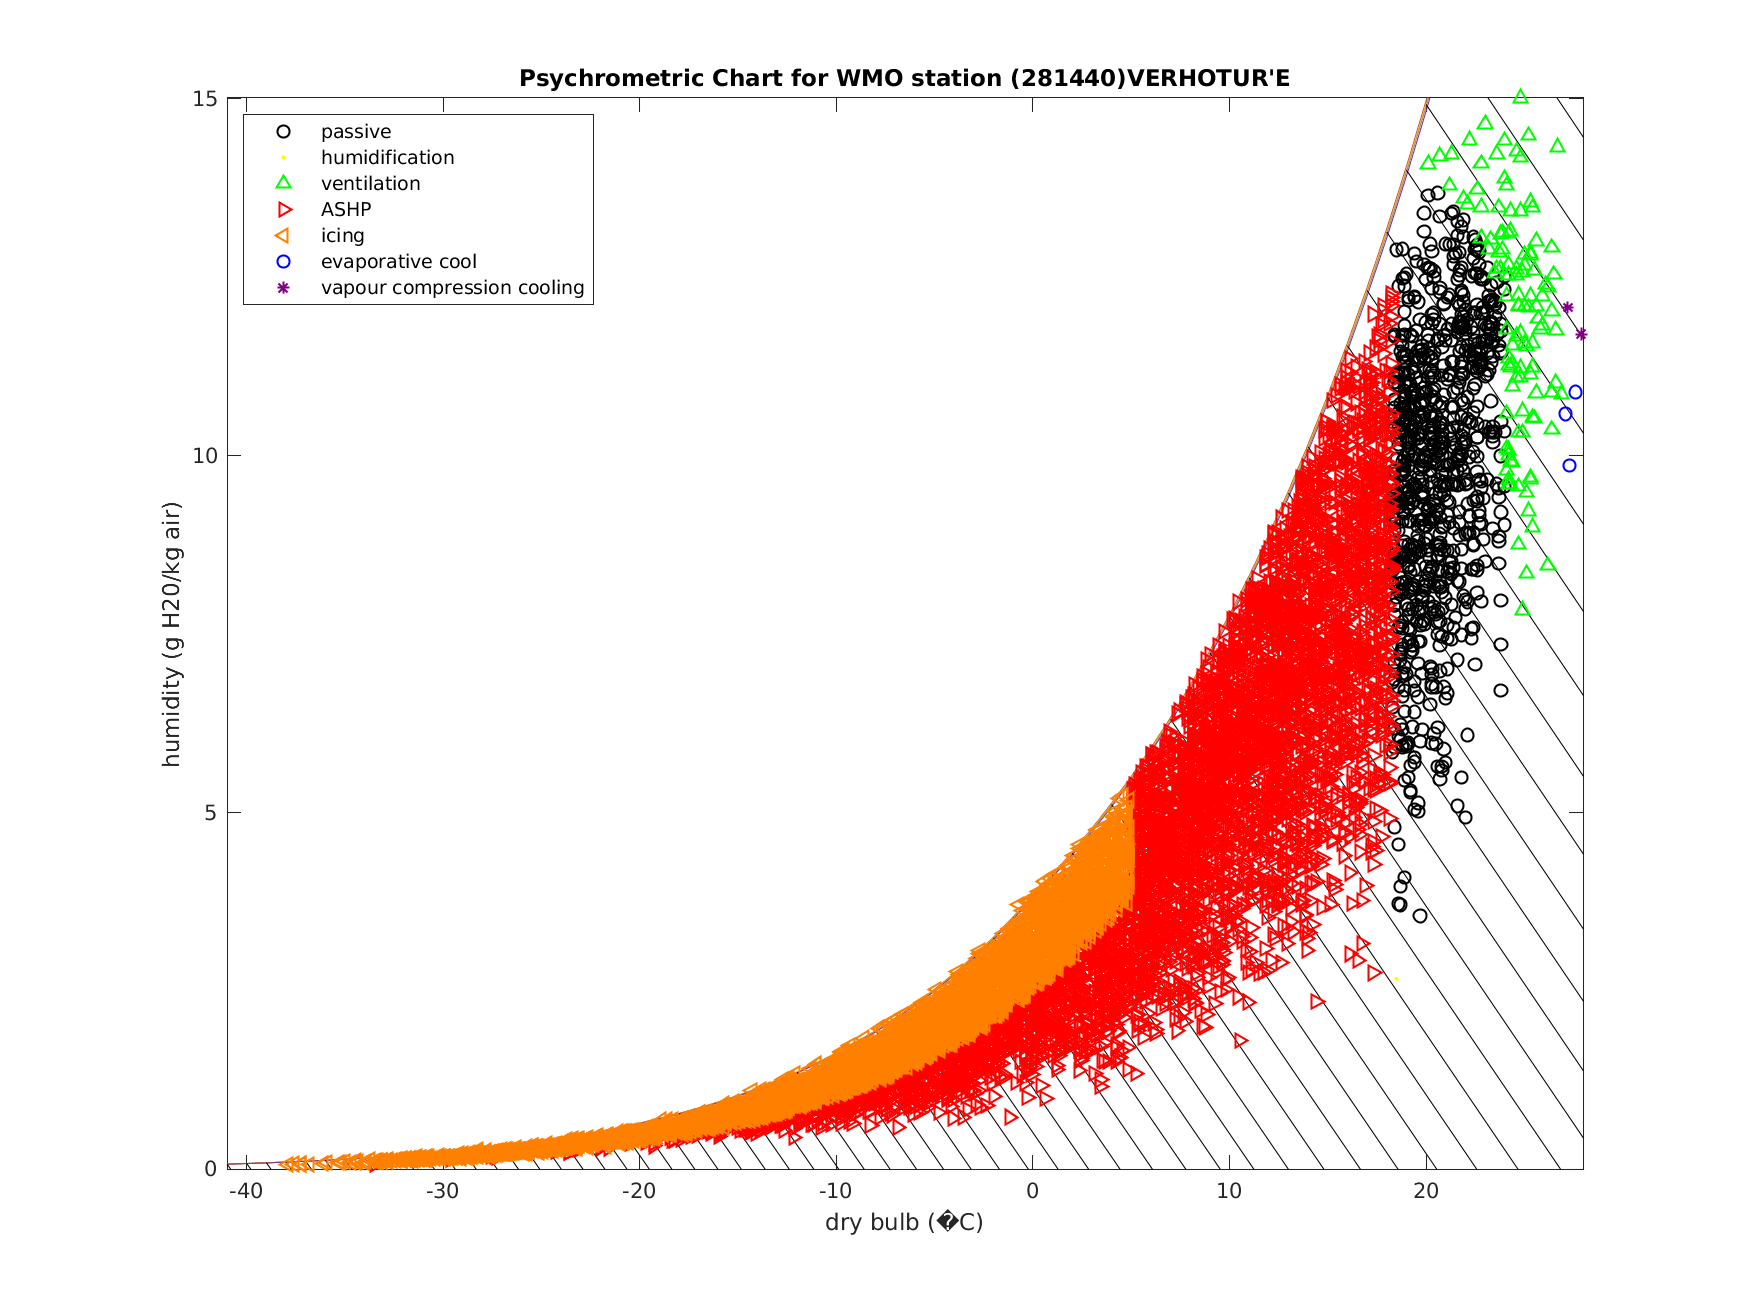 Psychrometric Chart for WMO station (281440)VERHOTUR'E
15
10
5
0
humidity (g H20/kg air)
passive
humidification
ventilation
ASHP
icing
evaporative cool
vapour compression cooling
-40 -30 -20 -10 0 10 20
dry bulb (�C)